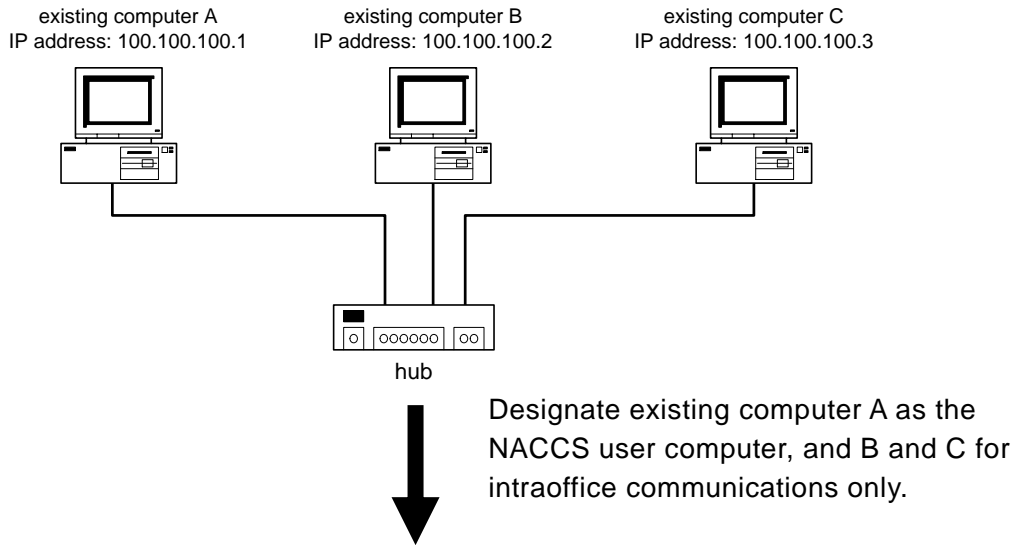 existing computer A
IP address: 100.100.100.1
existing computer B
IP address: 100.100.100.2
existing computer C
IP address: 100.100.100.3
hub
Designate existing computer A as the
NACCS user computer, and B and C for
intraoffice communications only.